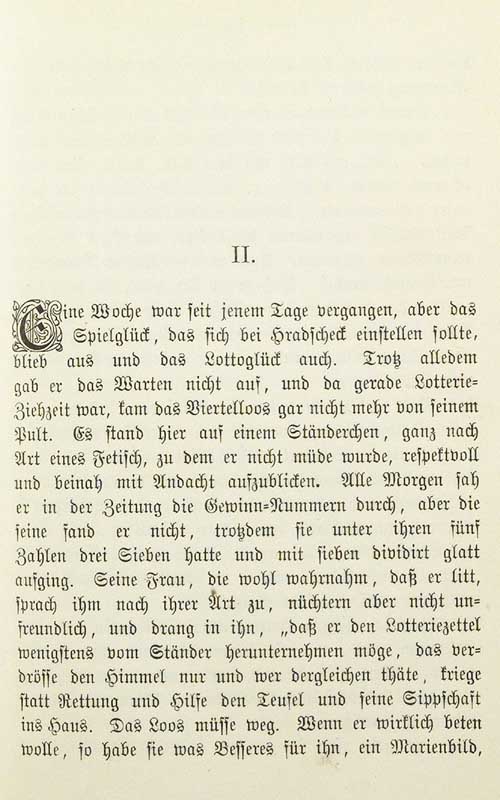 II.
Eine Woche war seit jenem Tage vergangen, aber das
Spielglück, das sich bei Hradscheck einstellen sollte,
blieb aus und das Lottoglück auch. Trotz alledem
gab er das Warten nicht auf, und da gerade Lotterie-
Ziehzeit war, kam das Viertelloos gar nicht mehr von seinem
Pult. Es stand hier auf einem Ständerchen, ganz nach
Art eines Fetisch, zu dem er nicht müde wurde, respektvoll
und beinah mit Andacht aufzublicken. Alle Morgen sah
er in der Zeitung die Gewinn-Nummern durch, aber die
seine fand er nicht, trotzdem sie unter ihren fünf
Zahlen drei Sieben hatte und mit sieben dividirt glatt
aufging. Seine Frau, die wohl wahrnahm, daß er litt,
sprach ihm nach ihrer Art zu, nüchtern aber nicht un-
freundlich, und drang in ihn, „daß er den Lotteriezettel
wenigstens vom Ständer herunternehmen möge, das ver-
drösse den Himmel nur und wer dergleichen thäte, kriege
statt Rettung und Hilfe den Teufel und seine Sippschaft
ins Haus. Das Loos müsse weg. Wenn er wirklich beten
wolle, so habe sie was Besseres für ihn, ein Marienbild,